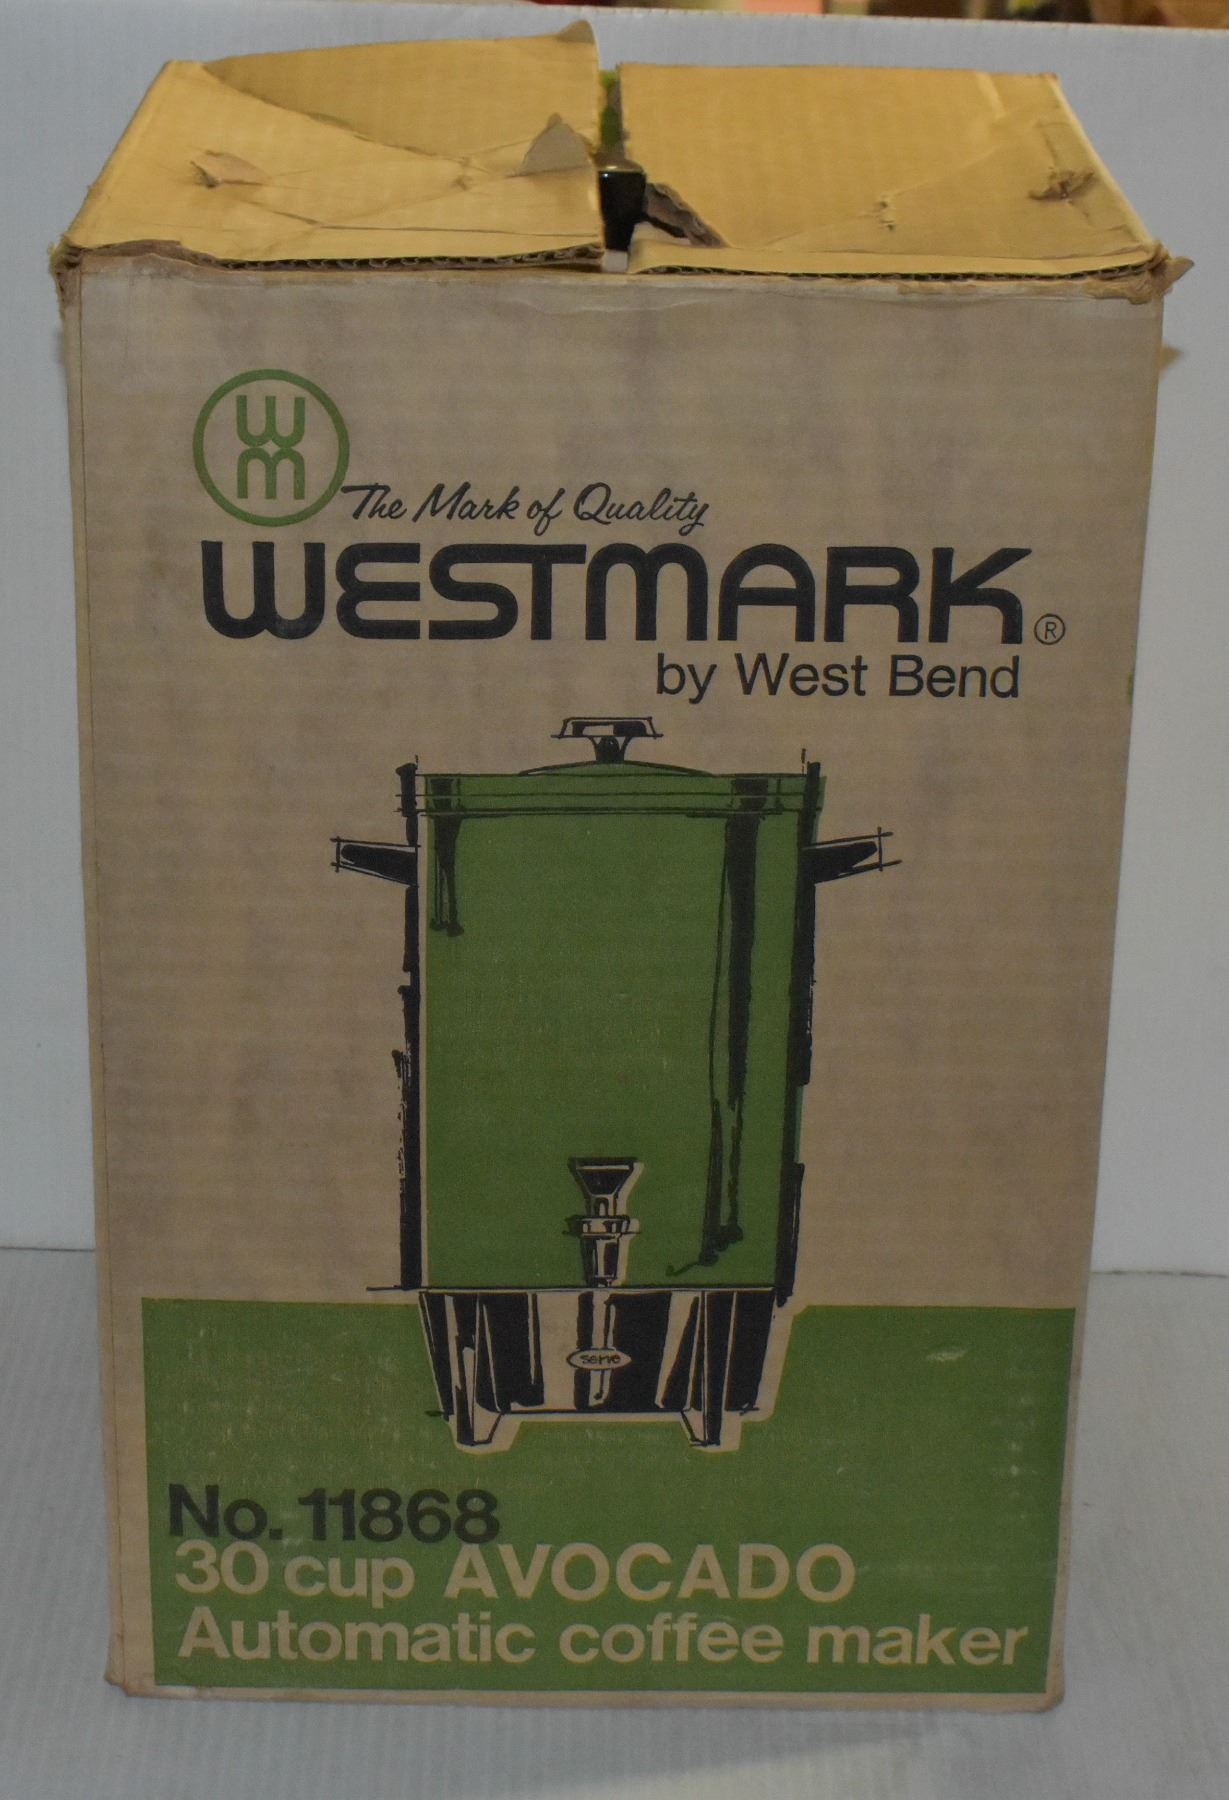 WM
The Mark of Quality
WESTMARK®
by West Bend
serve
No. 11868
30 cup AVOCADO
Automatic coffee maker